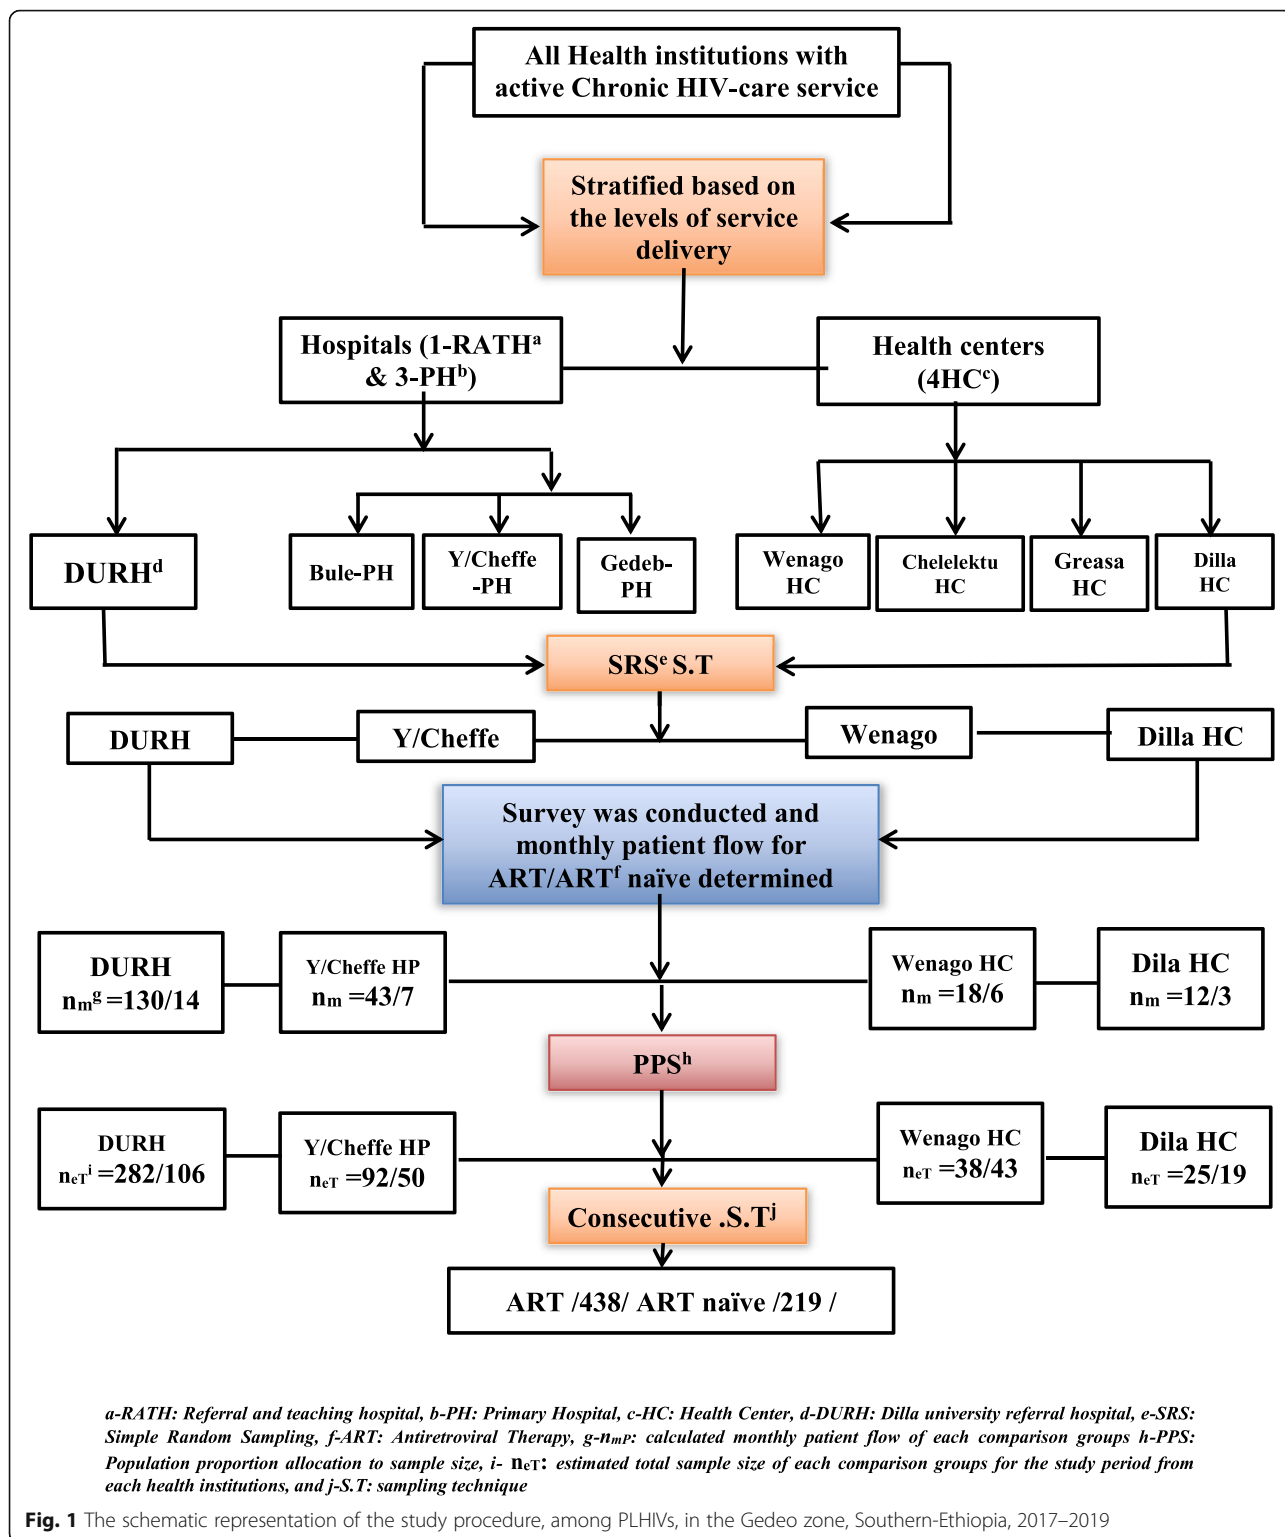 All Health institutions with
active Chronic HIV-care service
Stratified based on
the levels of service
delivery
Hospitals (1-RATHᵃ
& 3-PHᵇ)
Health centers
(4HCᶜ)
DURHᵈ
Bule-PH
Y/Cheffe
-PH
Gedeb-
PH
Wenago
HC
Chelelektu
HC
Greasa
HC
Dilla
HC
SRSᵉ S.T
DURH
Y/Cheffe
Wenago
Dilla HC
Survey was conducted and
monthly patient flow for
ART/ARTᶠ naïve determined
DURH
nₘᵍ =130/14
Y/Cheffe HP
nₘ =43/7
Wenago HC
nₘ =18/6
Dila HC
nₘ =12/3
PPSʰ
DURH
nₑTⁱ =282/106
Y/Cheffe HP
nₑT =92/50
Wenago HC
nₑT =38/43
Dila HC
nₑT =25/19
Consecutive .S.Tʲ
ART /438/ ART naïve /219 /
a-RATH: Referral and teaching hospital, b-PH: Primary Hospital, c-HC: Health Center, d-DURH: Dilla university referral hospital, e-SRS:
Simple Random Sampling, f-ART: Antiretroviral Therapy, g-nₘP: calculated monthly patient flow of each comparison groups h-PPS:
Population proportion allocation to sample size, i- nₑT: estimated total sample size of each comparison groups for the study period from
each health institutions, and j-S.T: sampling technique
Fig. 1 The schematic representation of the study procedure, among PLHIVs, in the Gedeo zone, Southern-Ethiopia, 2017–2019